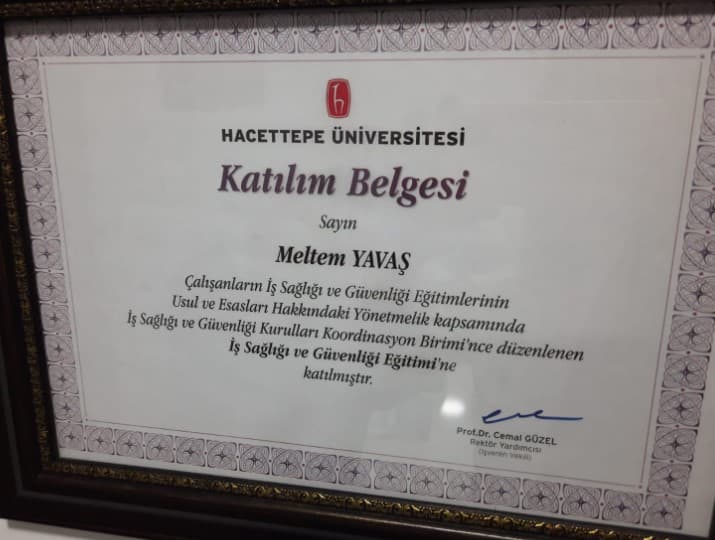 HACETTEPE ÜNİVERSİTESİ
Katılım Belgesi
Sayın
Meltem YAVAŞ
Çalışanların İş Sağlığı ve Güvenliği Eğitimlerinin
Usul ve Esasları Hakkındaki Yönetmelik kapsamında
İş Sağlığı ve Güvenliği Kurulları Koordinasyon Birimi'nce düzenlenen
İş Sağlığı ve Güvenliği Eğitimi'ne
katılmıştır.
Prof.Dr. Cemal GÜZEL
Rektör Yardımcısı
(İşveren Vekili)